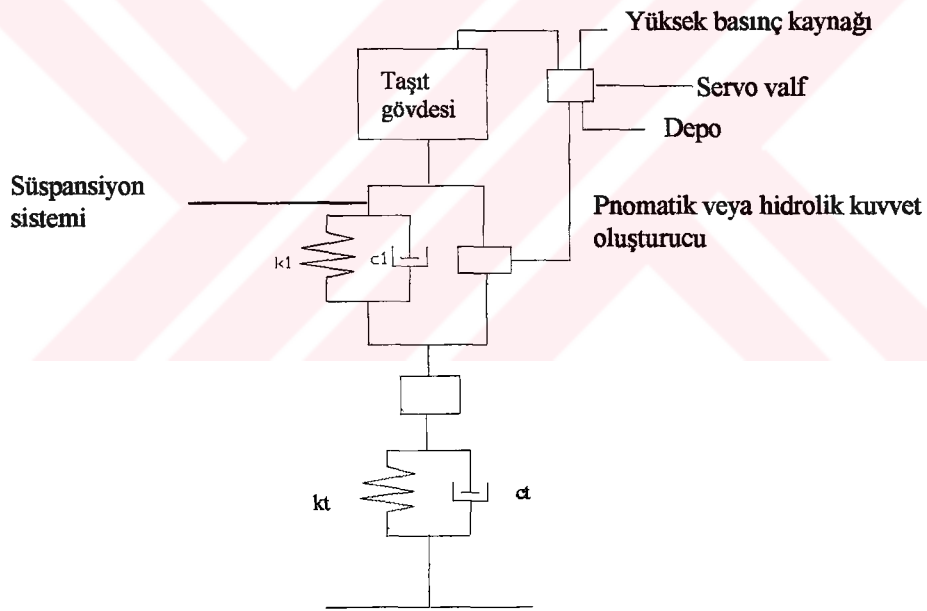 Yüksek basınç kaynağı
Taşıt
gövdesi
Servo valf
Depo
Süspansiyon
sistemi
Pnomatik veya hidrolik kuvvet
oluşturucu
k1
c1
kt
ct